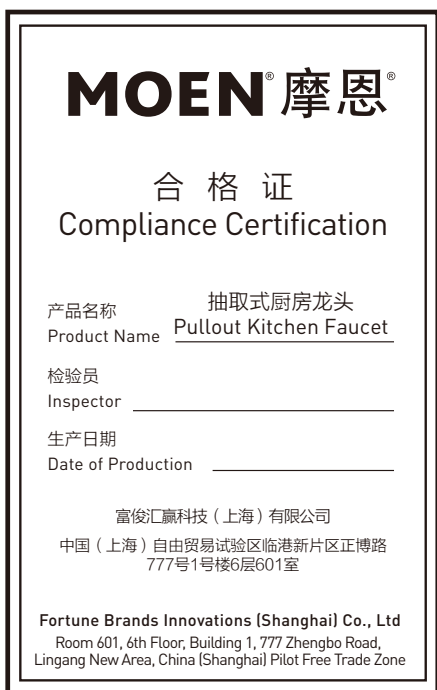 MOEN® 摩恩®
合格证
Compliance Certification
产品名称 抽取式厨房龙头
Product Name Pullout Kitchen Faucet
检验员
Inspector
生产日期
Date of Production
富俊汇赢科技（上海）有限公司
中国（上海）自由贸易试验区临港新片区正博路
777号1号楼6层601室
Fortune Brands Innovations (Shanghai) Co., Ltd
Room 601, 6th Floor, Building 1, 777 Zhengbo Road,
Lingang New Area, China (Shanghai) Pilot Free Trade Zone